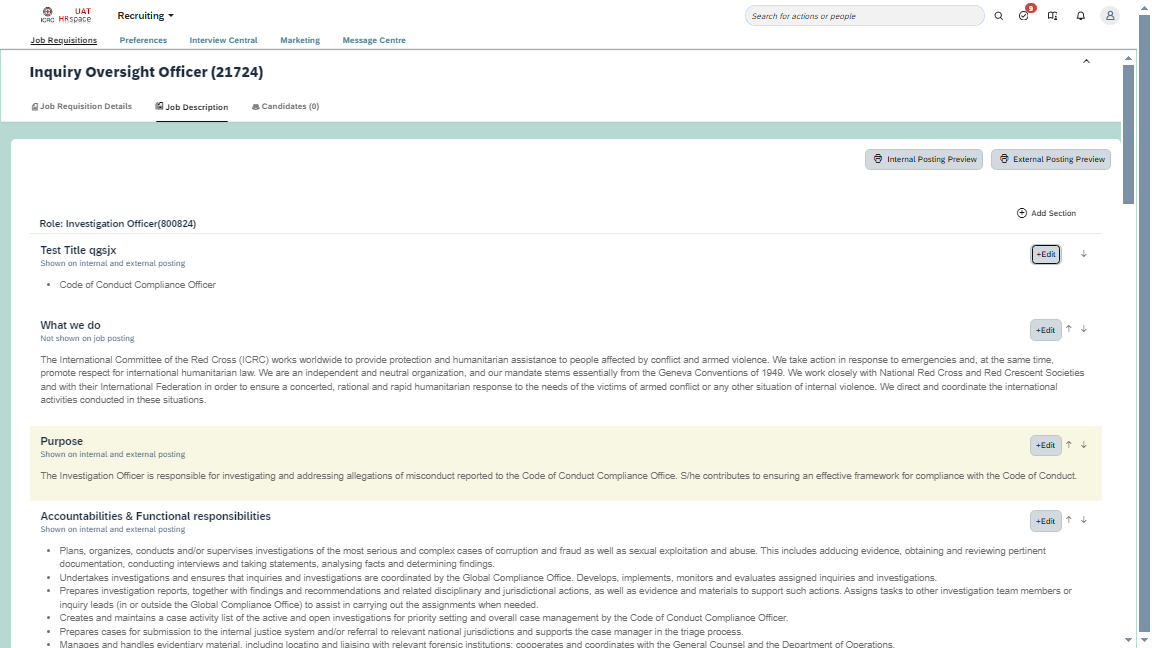 ICRC UAT HRspace Recruiting Search for actions or people 9
Job Requisitions Preferences Interview Central Marketing Message Centre
Inquiry Oversight Officer (21724)
Job Requisition Details Job Description Candidates (0)
Internal Posting Preview External Posting Preview
Add Section
Role: Investigation Officer(800824)
Test Title qgsjx
+Edit
Shown on internal and external posting
• Code of Conduct Compliance Officer
What we do
+Edit
Not shown on job posting
The International Committee of the Red Cross (ICRC) works worldwide to provide protection and humanitarian assistance to people affected by conflict and armed violence. We take action in response to emergencies and, at the same time,
promote respect for international humanitarian law. We are an independent and neutral organization, and our mandate stems essentially from the Geneva Conventions of 1949. We work closely with National Red Cross and Red Crescent Societies
and with their International Federation in order to ensure a concerted, rational and rapid humanitarian response to the needs of the victims of armed conflict or any other situation of internal violence. We direct and coordinate the international
activities conducted in these situations.
Purpose
+Edit
Shown on internal and external posting
The Investigation Officer is responsible for investigating and addressing allegations of misconduct reported to the Code of Conduct Compliance Office. S/he contributes to ensuring an effective framework for compliance with the Code of Conduct.
Accountabilities & Functional responsibilities
+Edit
Shown on internal and external posting
• Plans, organizes, conducts and/or supervises investigations of the most serious and complex cases of corruption and fraud as well as sexual exploitation and abuse. This includes adducing evidence, obtaining and reviewing pertinent
documentation, conducting interviews and taking statements, analysing facts and determining findings.
• Undertakes investigations and ensures that inquiries and investigations are coordinated by the Global Compliance Office. Develops, implements, monitors and evaluates assigned inquiries and investigations.
• Prepares investigation reports, together with findings and recommendations and related disciplinary and jurisdictional actions, as well as evidence and materials to support such actions. Assigns tasks to other investigation team members or
inquiry leads (in or outside the Global Compliance Office) to assist in carrying out the assignments when needed.
• Creates and maintains a case activity list of the active and open investigations for priority setting and overall case management by the Code of Conduct Compliance Officer.
• Prepares cases for submission to the internal justice system and/or referral to relevant national jurisdictions and supports the case manager in the triage process.
• Manages and handles evidentiary material, including locating and liaising with relevant forensic institutions; cooperates and coordinates with the General Counsel and the Department of Operations.